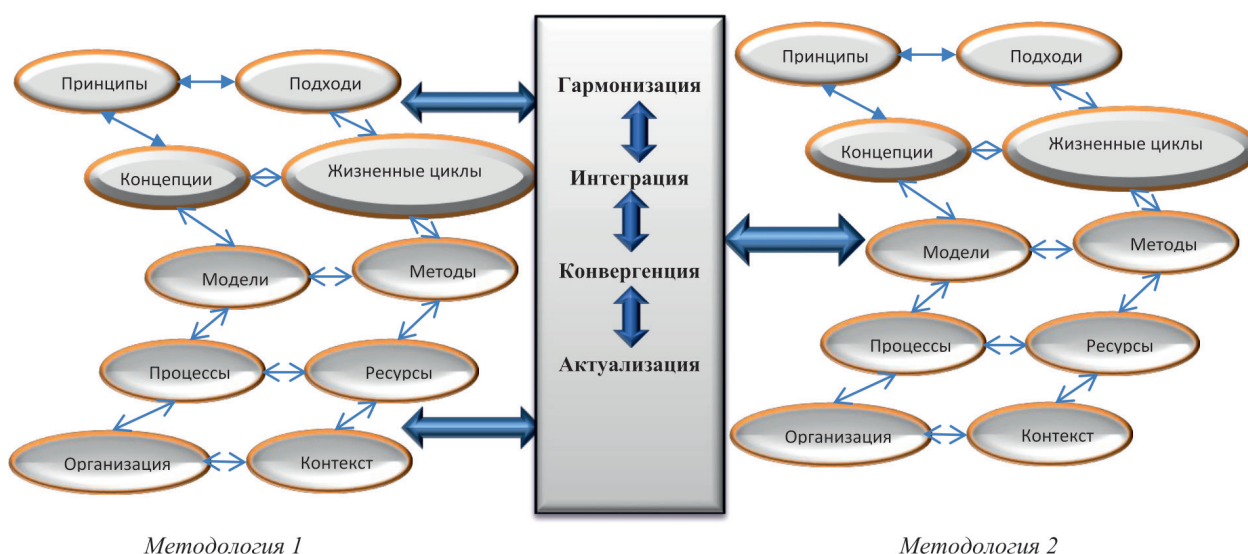 Принципы
Подходи
Концепции
Жизненные циклы
Модели
Методы
Процессы
Ресурсы
Организация
Контекст
Методология 1
Гармонизация
Интеграция
Конвергенция
Актуализация
Принципы
Подходы
Концепции
Жизненные циклы
Модели
Методы
Процессы
Ресурсы
Организация
Контекст
Методология 2